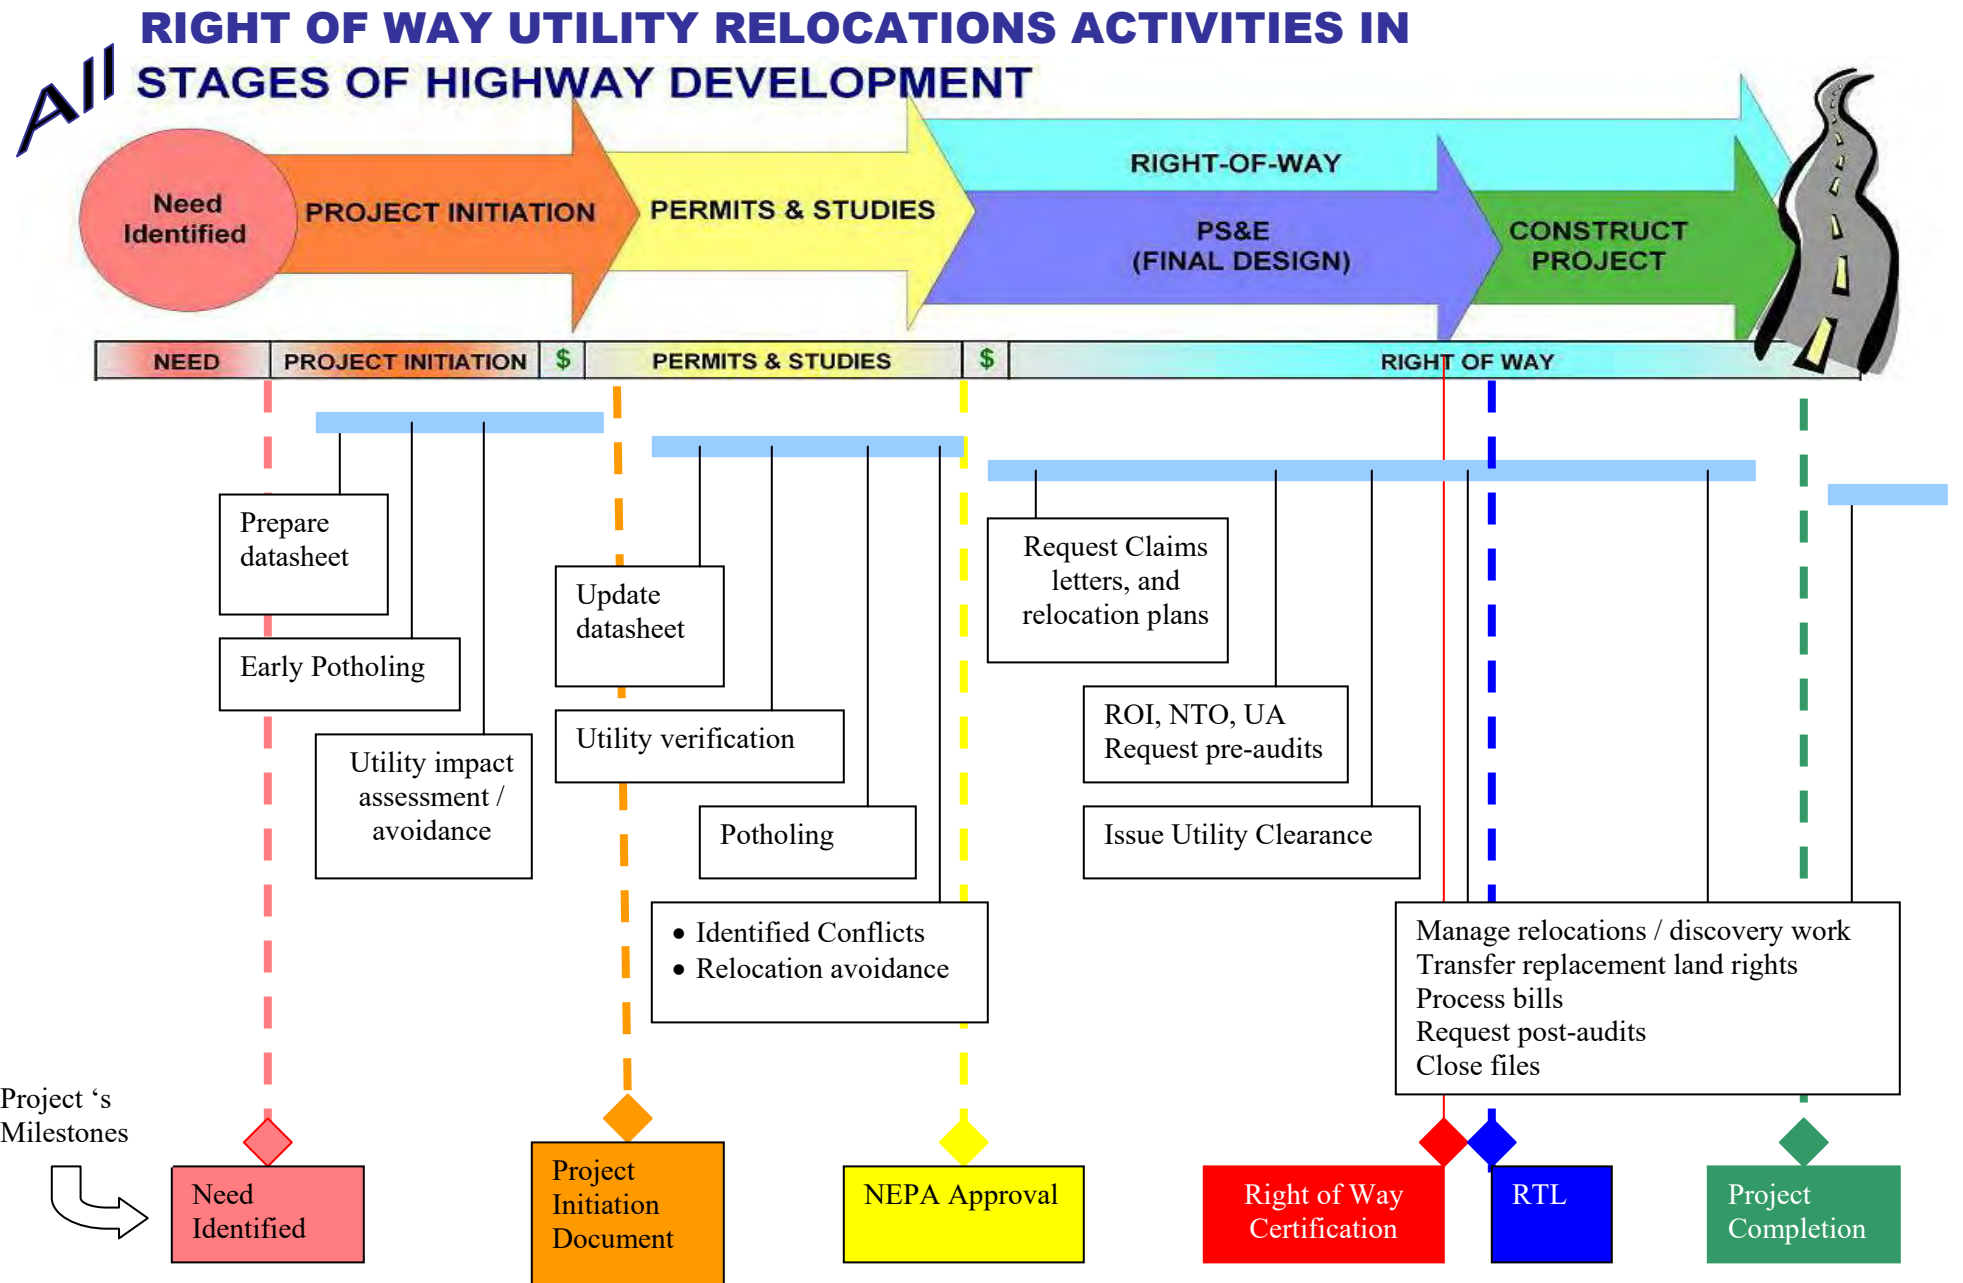 RIGHT OF WAY UTILITY RELOCATIONS ACTIVITIES IN
All
STAGES OF HIGHWAY DEVELOPMENT
Need
Identified
PROJECT INITIATION
PERMITS & STUDIES
RIGHT-OF-WAY
PS&E
(FINAL DESIGN)
CONSTRUCT
PROJECT
NEED
PROJECT INITIATION
$
PERMITS & STUDIES
$
RIGHT OF WAY
Prepare
datasheet
Early Potholing
Utility impact
assessment /
avoidance
Update
datasheet
Utility verification
Potholing
• Identified Conflicts
• Relocation avoidance
Request Claims
letters, and
relocation plans
ROI, NTO, UA
Request pre-audits
Issue Utility Clearance
Manage relocations / discovery work
Transfer replacement land rights
Process bills
Request post-audits
Close files
Project ‘s
Milestones
Need
Identified
Project
Initiation
Document
NEPA Approval
Right of Way
Certification
RTL
Project
Completion